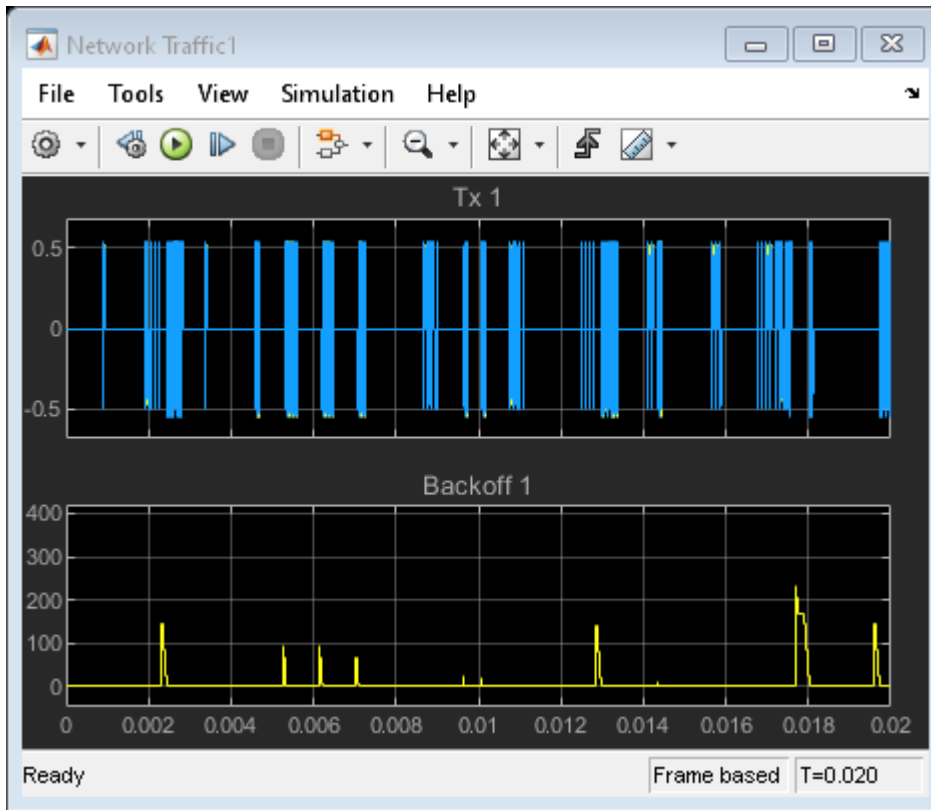 Network Traffic1
File Tools View Simulation Help
Tx 1
0.5
0
-0.5
Backoff 1
400
300
200
100
0
0 0.002 0.004 0.006 0.008 0.01 0.012 0.014 0.016 0.018 0.02
Ready Frame based T=0.020